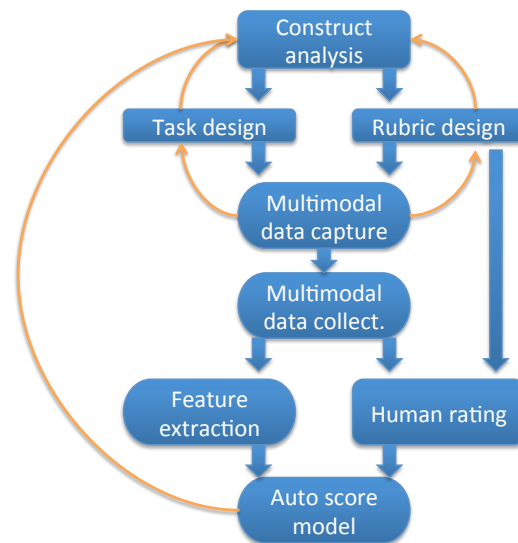 Construct
analysis
Task design
Rubric design
Multimodal
data capture
Multimodal
data collect.
Feature
extraction
Human rating
Auto score
model